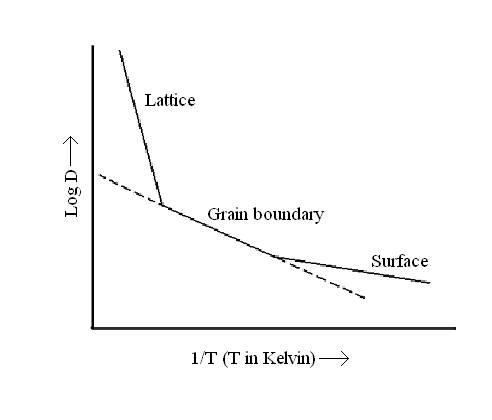 Lattice
Log D
Grain boundary
Surface
1/T (T in Kelvin)